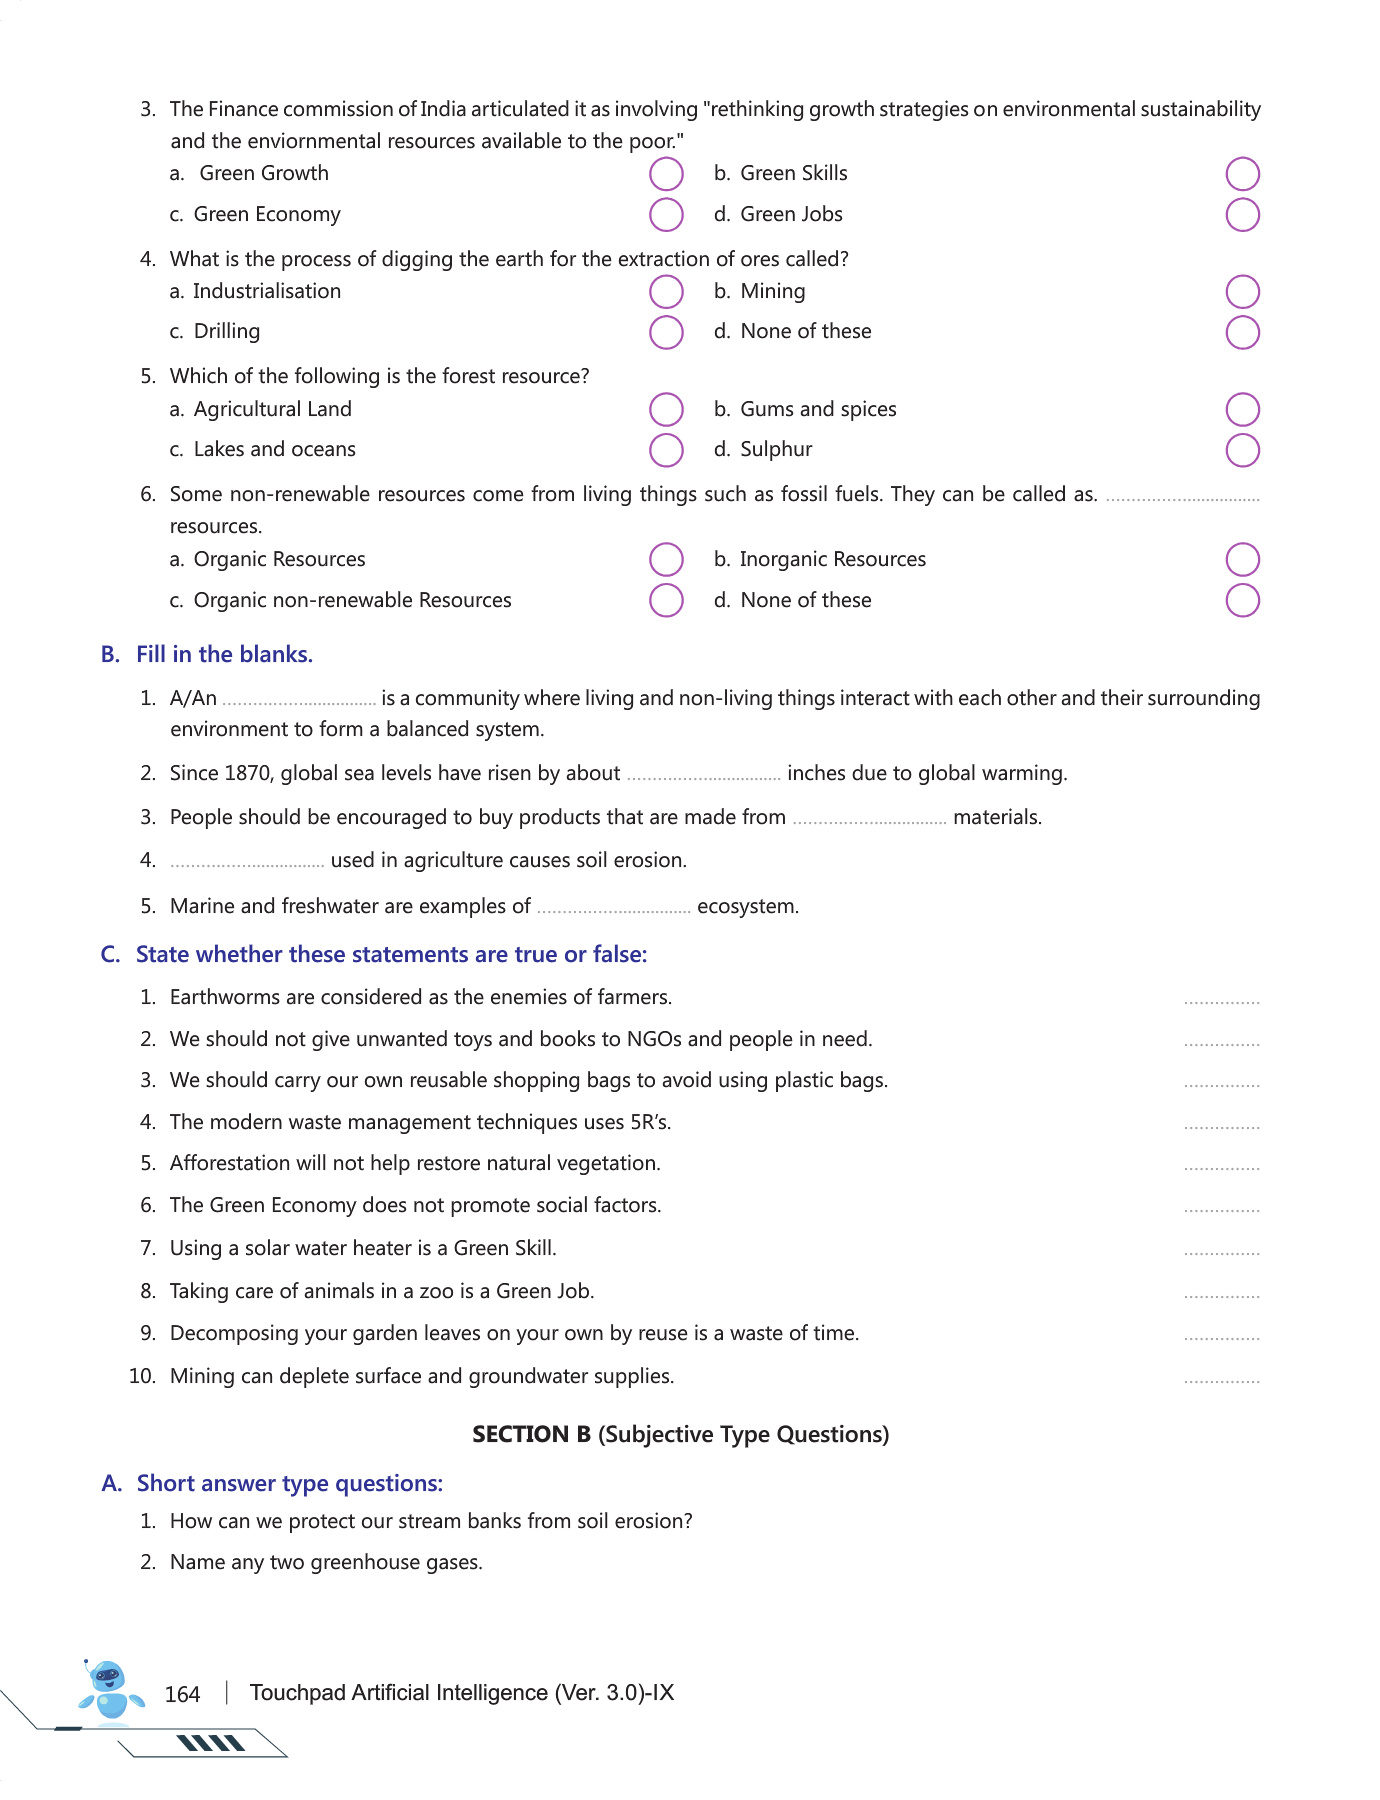 3. The Finance commission of India articulated it as involving "rethinking growth strategies on environmental sustainability
and the enviornmental resources available to the poor."
a. Green Growth b. Green Skills
c. Green Economy d. Green Jobs
4. What is the process of digging the earth for the extraction of ores called?
a. Industrialisation b. Mining
c. Drilling d. None of these
5. Which of the following is the forest resource?
a. Agricultural Land b. Gums and spices
c. Lakes and oceans d. Sulphur
6. Some non-renewable resources come from living things such as fossil fuels. They can be called as. ...............................
resources.
a. Organic Resources b. Inorganic Resources
c. Organic non-renewable Resources d. None of these
B. Fill in the blanks.
1. A/An ............................... is a community where living and non-living things interact with each other and their surrounding
environment to form a balanced system.
2. Since 1870, global sea levels have risen by about ............................... inches due to global warming.
3. People should be encouraged to buy products that are made from ............................... materials.
4. ............................... used in agriculture causes soil erosion.
5. Marine and freshwater are examples of ............................... ecosystem.
C. State whether these statements are true or false:
1. Earthworms are considered as the enemies of farmers. ...............
2. We should not give unwanted toys and books to NGOs and people in need. ...............
3. We should carry our own reusable shopping bags to avoid using plastic bags. ...............
4. The modern waste management techniques uses 5R’s. ...............
5. Afforestation will not help restore natural vegetation. ...............
6. The Green Economy does not promote social factors. ...............
7. Using a solar water heater is a Green Skill. ...............
8. Taking care of animals in a zoo is a Green Job. ...............
9. Decomposing your garden leaves on your own by reuse is a waste of time. ...............
10. Mining can deplete surface and groundwater supplies. ...............
SECTION B (Subjective Type Questions)
A. Short answer type questions:
1. How can we protect our stream banks from soil erosion?
2. Name any two greenhouse gases.
164 | Touchpad Artificial Intelligence (Ver. 3.0)-IX